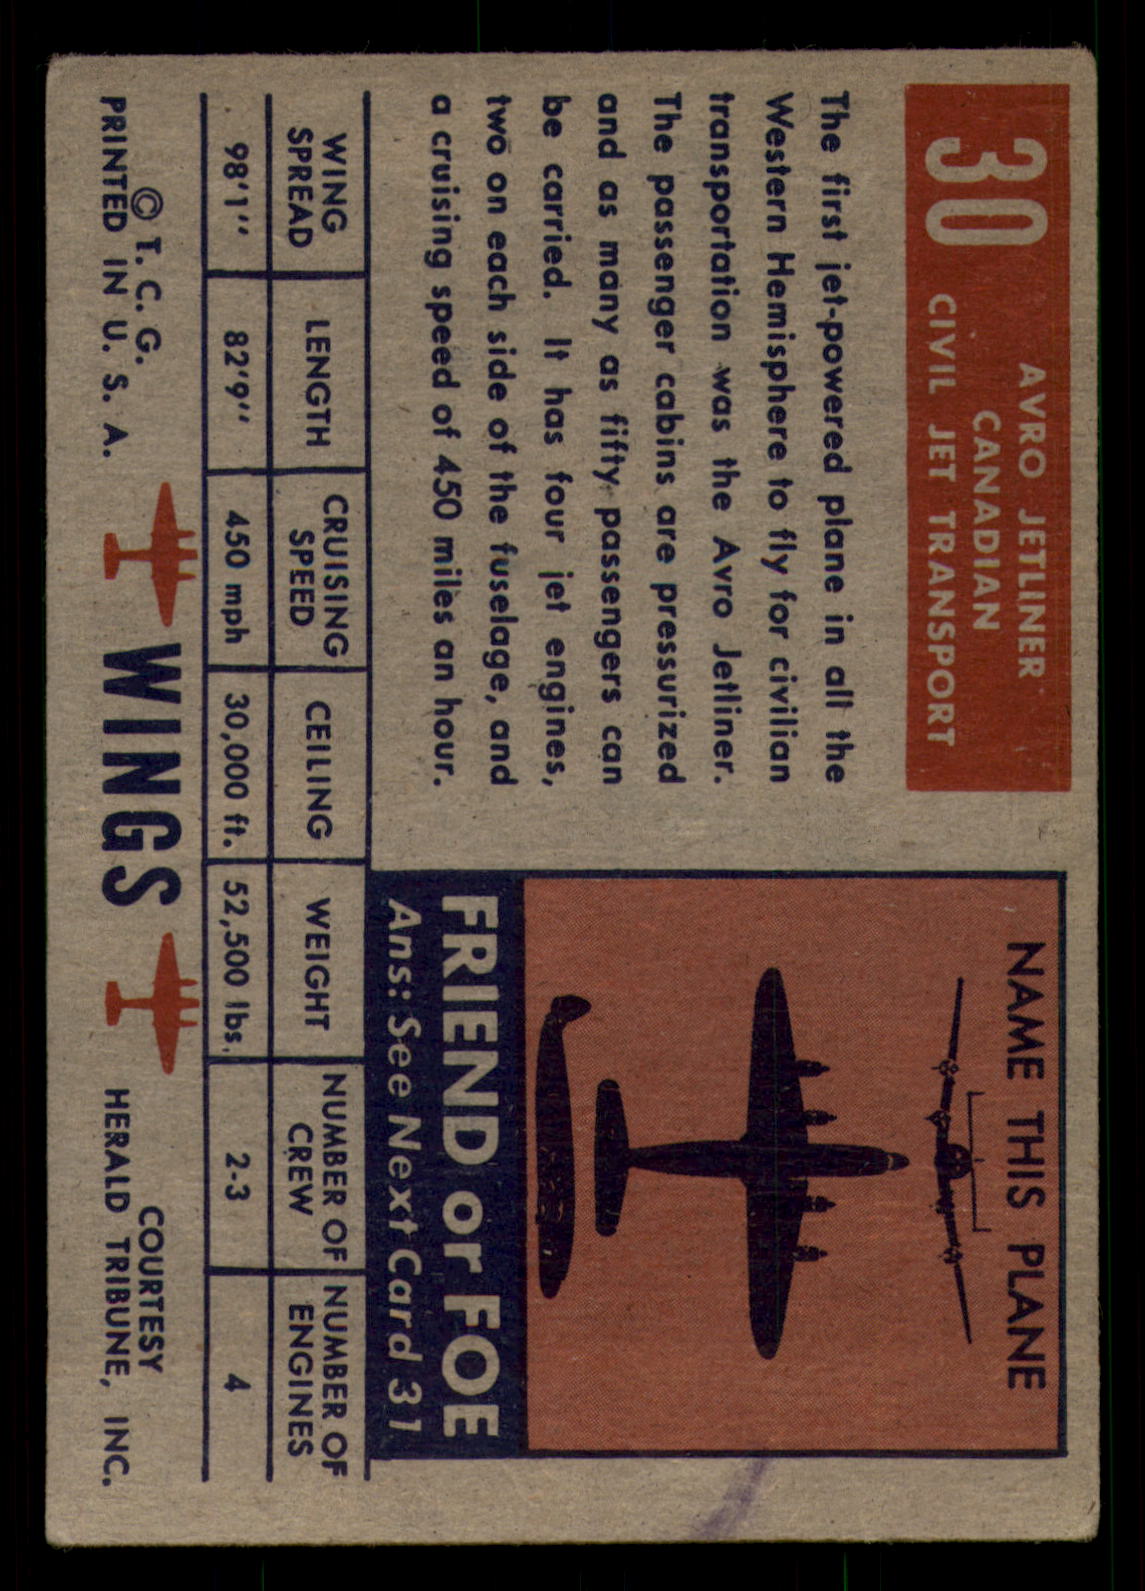 30
AVRO JETLINER
CANADIAN
CIVIL JET TRANSPORT
The first jet-powered plane in all the
Western Hemisphere to fly for civilian
transportation was the Avro Jetliner.
The passenger cabins are pressurized
and as many as fifty passengers can
be carried. It has four jet engines,
two on each side of the fuselage, and
a cruising speed of 450 miles an hour.
NAME THIS PLANE
FRIEND or FOE
Ans: See Next Card 31
WING SPREAD LENGTH CRUISING SPEED CEILING WEIGHT NUMBER OF CREW NUMBER OF ENGINES
98'1'' 82'9'' 450 mph 30,000 ft. 52,500 lbs. 2-3 4
© T. C. G.
PRINTED IN U. S. A.
WINGS
COURTESY
HERALD TRIBUNE, INC.